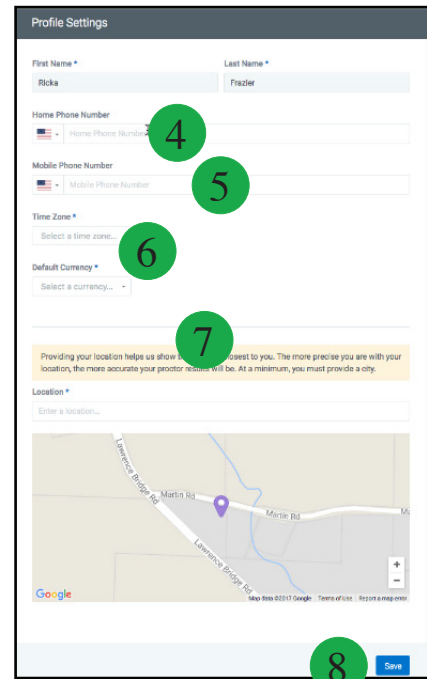 Profile Settings
First Name *
Last Name *
Ricka
Frazier
Home Phone Number
Home Phone Number
4
Mobile Phone Number
Mobile Phone Number
5
Time Zone *
Select a time zone...
6
Default Currency *
Select a currency...
7
Providing your location helps us show closest to you. The more precise you are with your
location, the more accurate your proctor results will be. At a minimum, you must provide a city.
Location *
Enter a location...
Lawrence Bridge Rd
Martin Rd
Martin Rd
Lawrence Bridge Rd
+
−
Google
Map data ©2017 Google
Terms of Use
Report a map error
8
Save